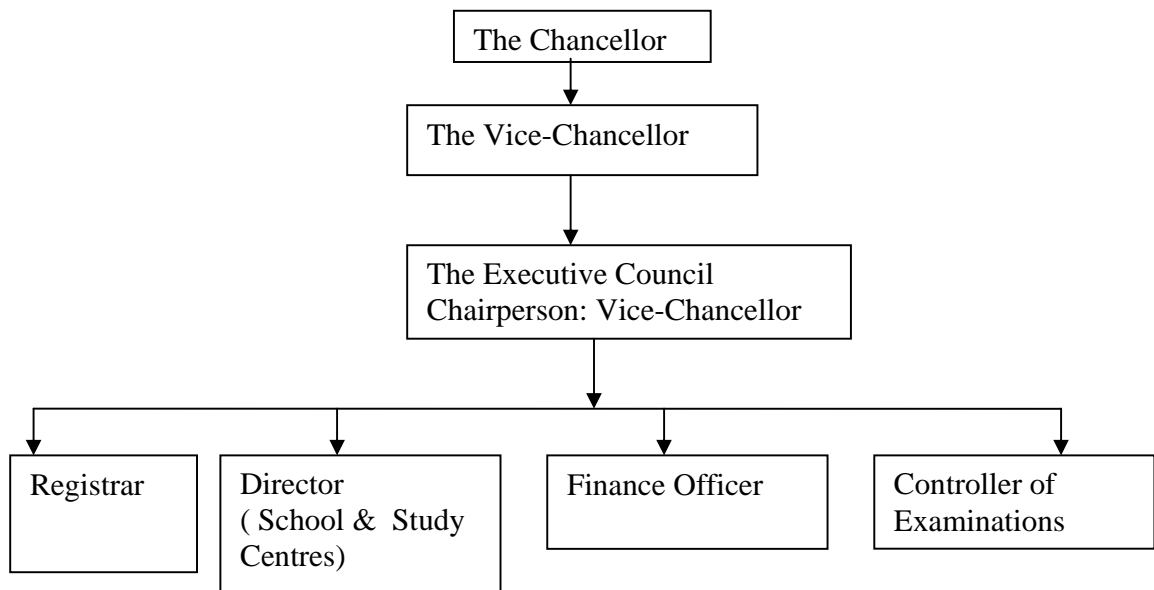 The Chancellor
The Vice-Chancellor
The Executive Council
Chairperson: Vice-Chancellor
Registrar
Director
( School & Study
Centres)
Finance Officer
Controller of
Examinations